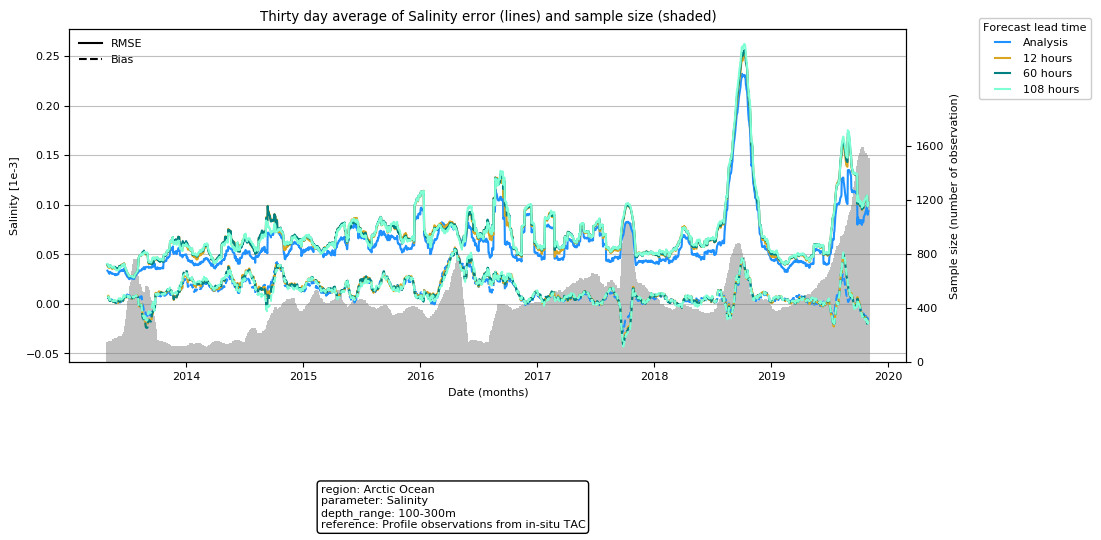 Thirty day average of Salinity error (lines) and sample size (shaded)
RMSE
Bias
Forecast lead time
Analysis
12 hours
60 hours
108 hours
Salinity [1e-3]
0.25
0.20
0.15
0.10
0.05
0.00
−0.05
Sample size (number of observation)
1600
1200
800
400
0
2014 2015 2016 2017 2018 2019 2020
Date (months)
region: Arctic Ocean
parameter: Salinity
depth_range: 100-300m
reference: Profile observations from in-situ TAC